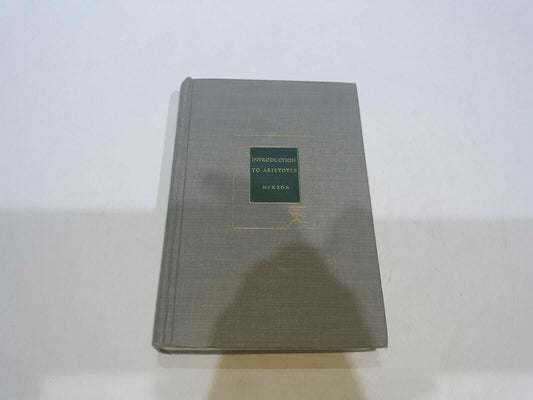 INTRODUCTION
TO ARISTOTLE
McKEON